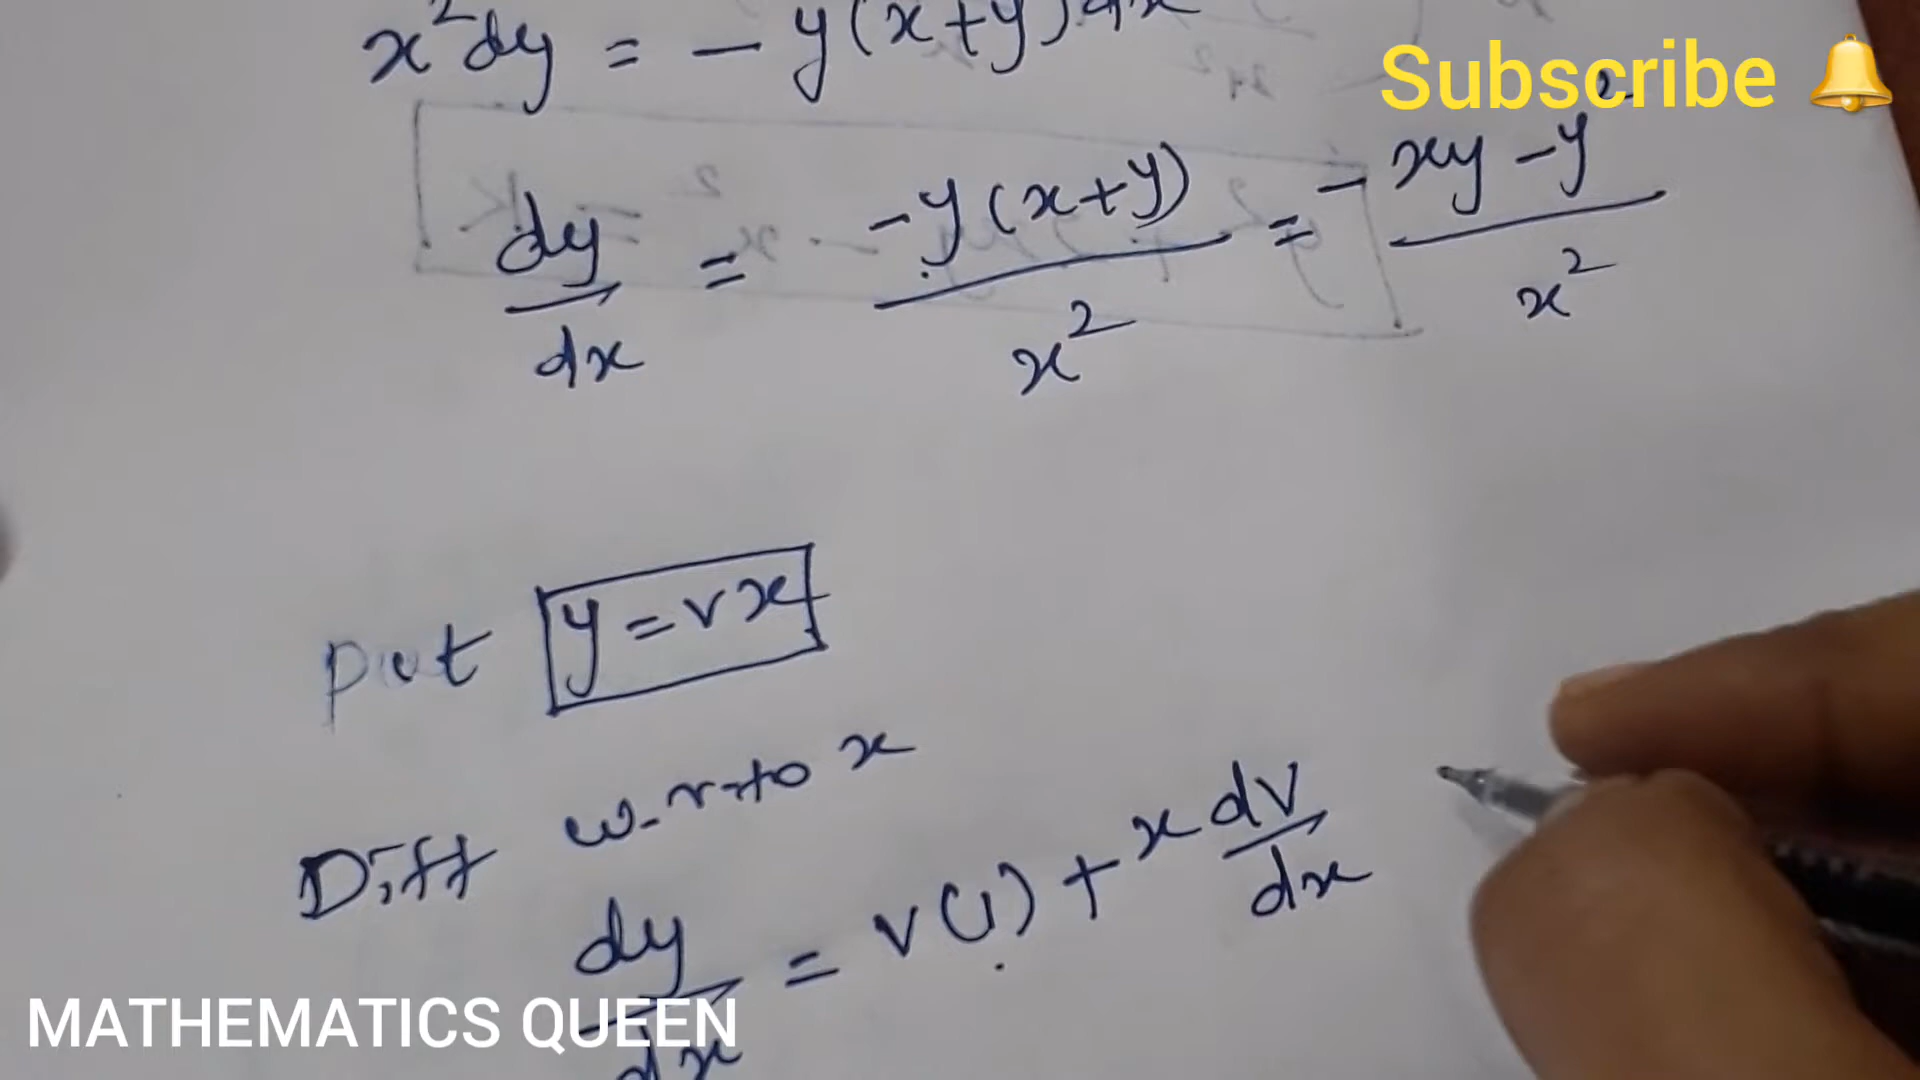 x²dy = - y(x+y)dx
Subscribe 🔔
dy/dx = -y(x+y)/x² = -xy-y²/x²
put y=vx
Diff w.r.to x
dy/dx = v(1) + x dv/dx
MATHEMATICS QUEEN